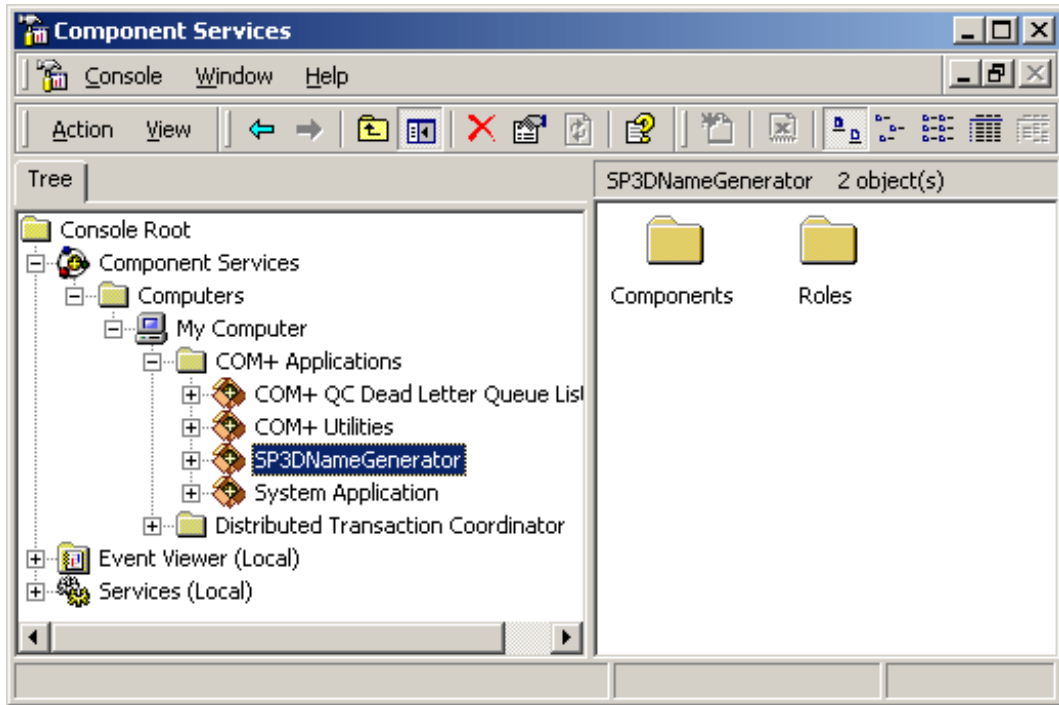 Component Services
Console Window Help
Action View
Tree
SP3DNameGenerator 2 object(s)
Console Root
Component Services
Computers
My Computer
COM+ Applications
COM+ QC Dead Letter Queue List
COM+ Utilities
SP3DNameGenerator
System Application
Distributed Transaction Coordinator
Event Viewer (Local)
Services (Local)
Components Roles